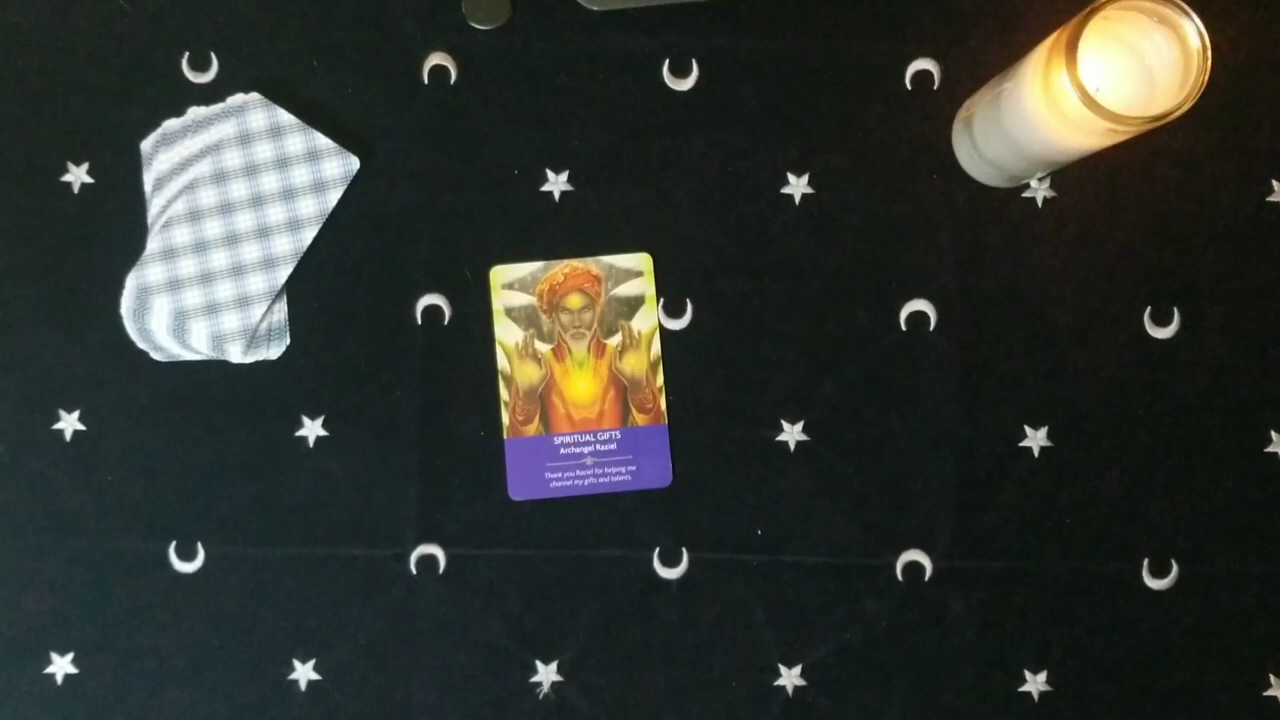 SPIRITUAL GIFTS
Archangel Raziel
Thank you Raziel for helping me
channel my gifts and talents.